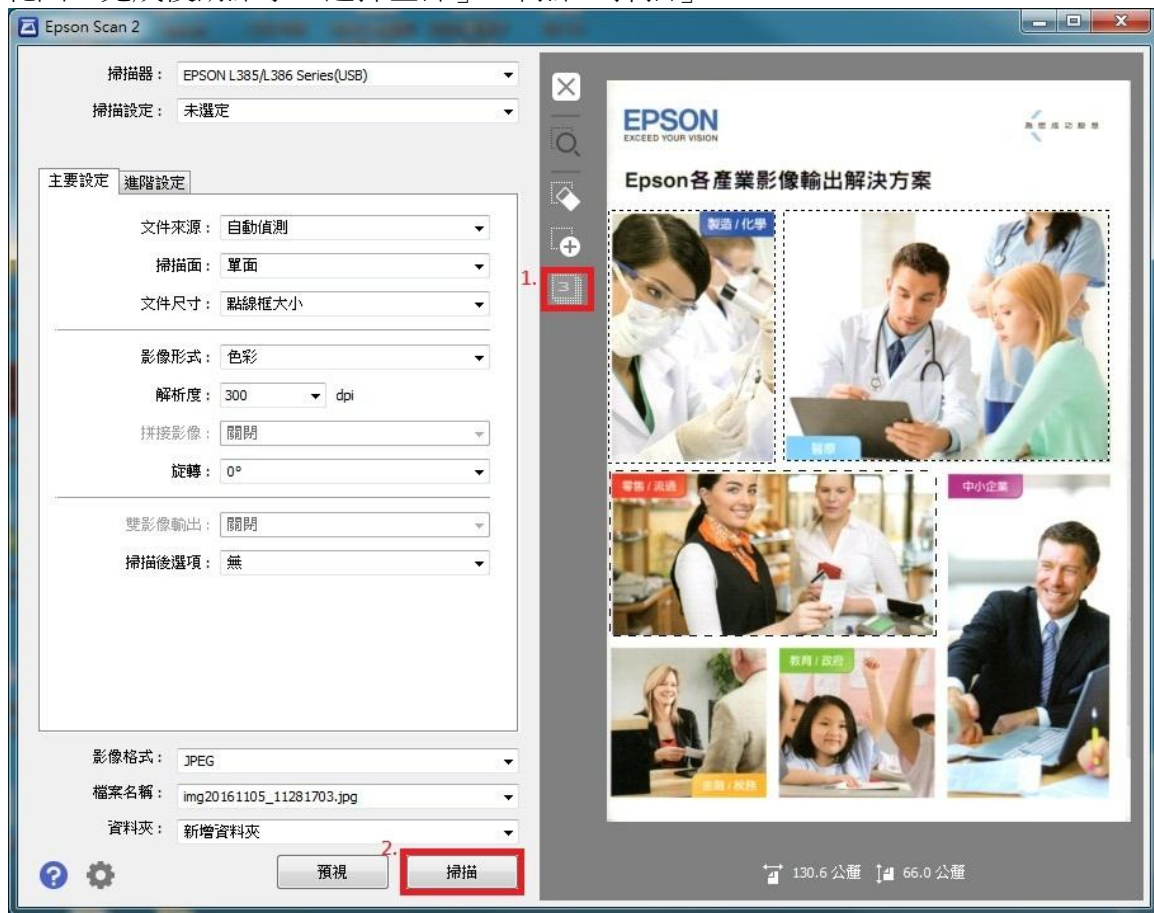 Epson Scan 2
掃描器： EPSON L385/L386 Series(USB)
掃描設定： 未選定
主要設定 進階設定
文件來源： 自動偵測
掃描面： 單面
文件尺寸： 點線框大小
影像形式： 色彩
解析度： 300 dpi
拼接影像： 關閉
旋轉： 0°
雙影像輸出： 關閉
掃描後選項： 無
影像格式： JPEG
檔案名稱： img20161105_11281703.jpg
資料夾： 新增資料夾
2.
預視 掃描
1.
3
EPSON
EXCEED YOUR VISION
Epson各產業影像輸出解決方案
製造 / 化學
醫療
零售 / 流通
中小企業
教育 / 政府
金融 / 稅務
130.6 公釐 66.0 公釐